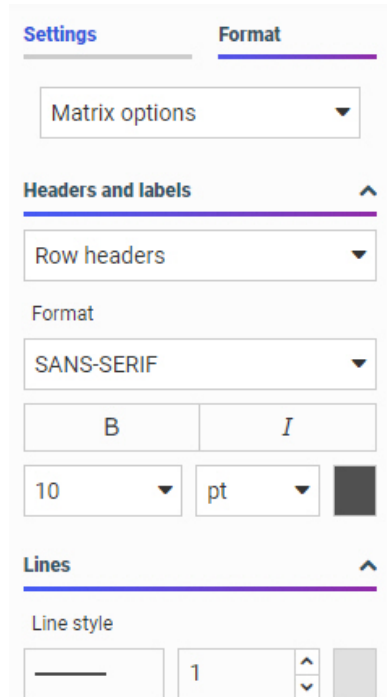 Settings Format
Matrix options
Headers and labels
Row headers
Format
SANS-SERIF
B I
10 pt
Lines
Line style
1